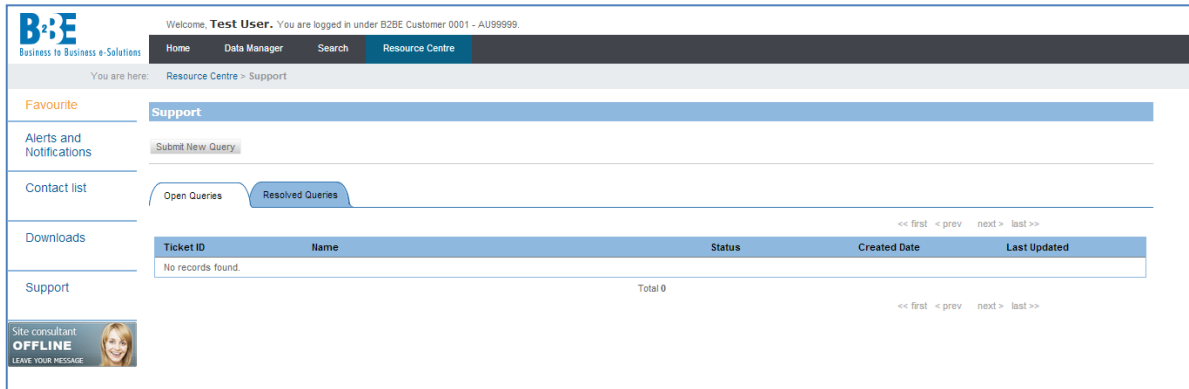 B2BE
Business to Business e-Solutions
Welcome, Test User. You are logged in under B2BE Customer 0001 - AU99999.
Home Data Manager Search Resource Centre
You are here: Resource Centre > Support
Favourite
Alerts and
Notifications
Contact list
Downloads
Support
Site consultant
OFFLINE
LEAVE YOUR MESSAGE
Support
Submit New Query
Open Queries Resolved Queries
<< first < prev next > last >>
Ticket ID Name Status Created Date Last Updated
No records found.
Total 0
<< first < prev next > last >>